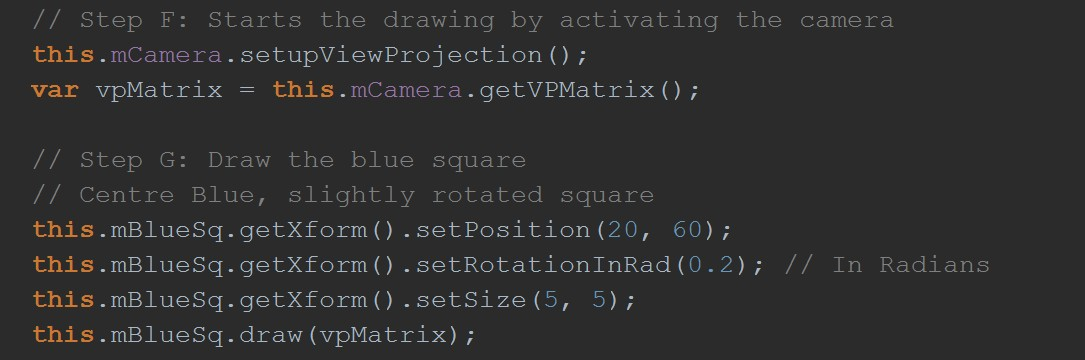 // Step F: Starts the drawing by activating the camera
this.mCamera.setupViewProjection();
var vpMatrix = this.mCamera.getVPMatrix();
// Step G: Draw the blue square
// Centre Blue, slightly rotated square
this.mBlueSq.getXform().setPosition(20, 60);
this.mBlueSq.getXform().setRotationInRad(0.2); // In Radians
this.mBlueSq.getXform().setSize(5, 5);
this.mBlueSq.draw(vpMatrix);